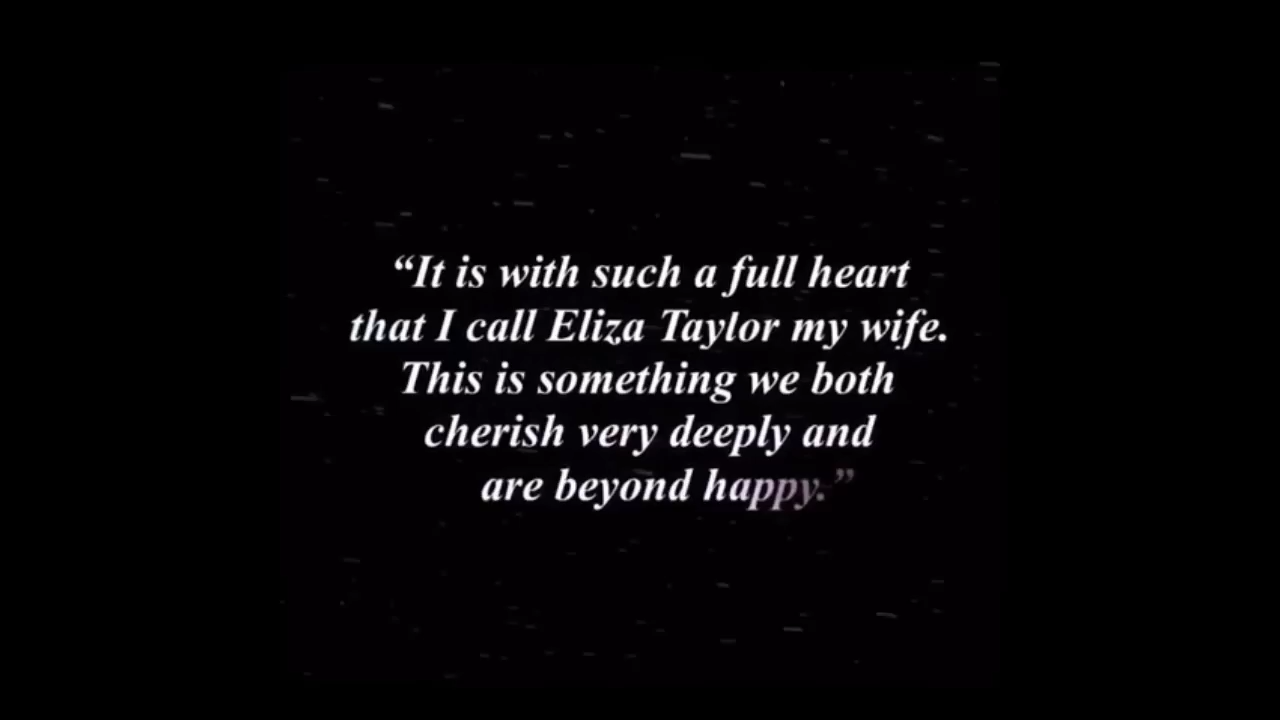 “It is with such a full heart
that I call Eliza Taylor my wife.
This is something we both
cherish very deeply and
are beyond happy.”